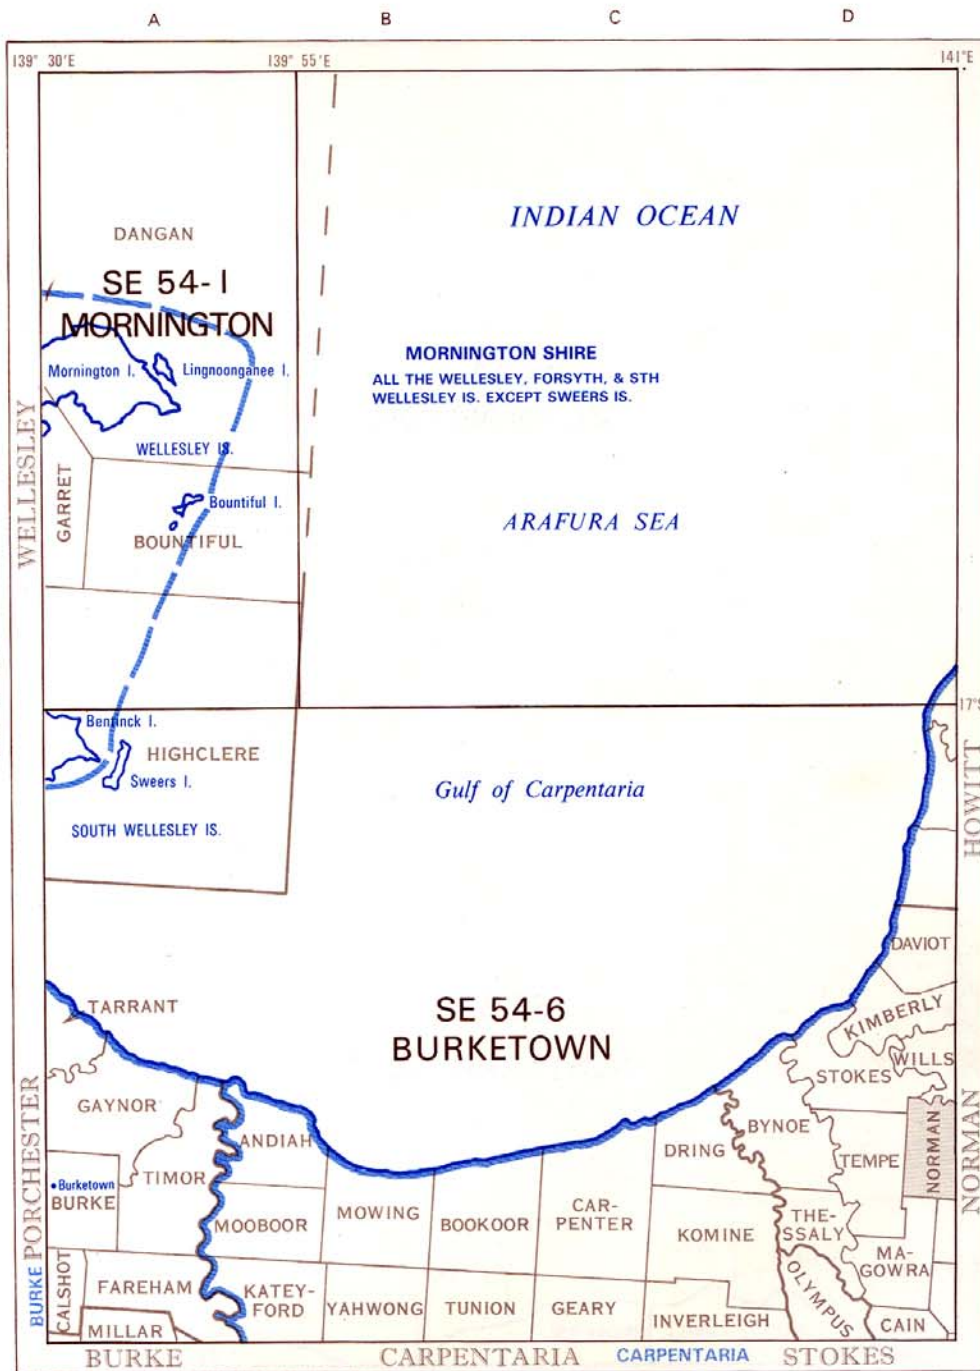 A B C D
139° 30'E 139° 55'E 141°E
INDIAN OCEAN
DANGAN
SE 54-1
MORNINGTON
MORNINGTON SHIRE
ALL THE WELLESLEY, FORSYTH, & STH
WELLESLEY IS. EXCEPT SWEERS IS.
Mornington I. Lingnoonganee I.
WELLESLEY IS.
WELLESLEY
GARRET
Bountiful I.
BOUNTIFUL
ARAFURA SEA
17°S
Bentinck I.
HIGHCLERE
Sweers I.
SOUTH WELLESLEY IS.
Gulf of Carpentaria
HOWITT
DAVIOT
TARRANT
SE 54-6
BURKETOWN
KIMBERLY
WILLS
STOKES
GAYNOR
ANDIAH
DRING
BYNOE
NORMAN
NORMAN
PORCHESTER
TIMOR
TEMPE
Burketown
BURKE
MOOBOOR
MOWING
BOOKOOR
CAR-
PENTER
KOMINE
THE-
SSALY
MA-
GOWRA
BURKE
CALSHOT
FAREHAM
KATEY-
FORD
YAHWONG
TUNION
GEARY
INVERLEIGH
OLYMPUS
CAIN
MILLAR
BURKE CARPENTARIA CARPENTARIA STOKES